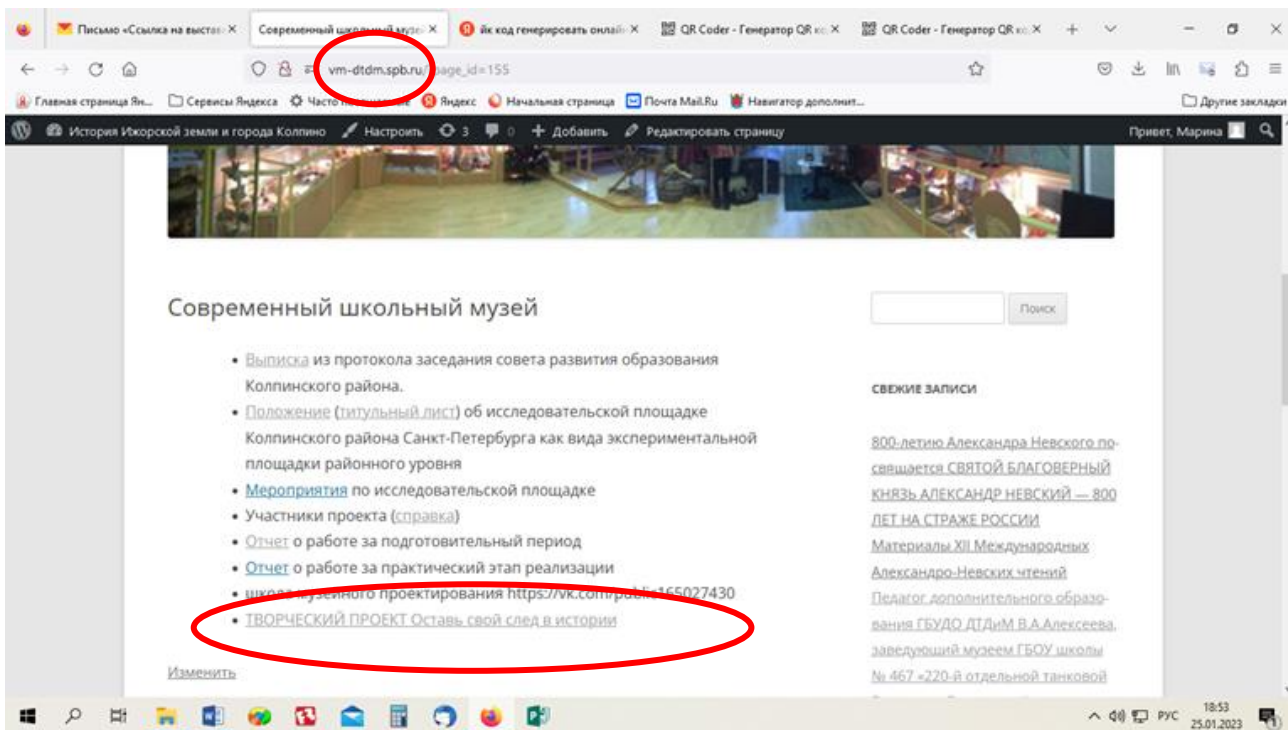 Письмо «Ссылка на выстав
Современный школьный музе
йк код генерировать онлай
QR Coder - Генератор QR ко
QR Coder - Генератор QR ко
vm-dtdm.spb.ru/?page_id=155
Главная страница Ян...
Сервисы Яндекса
Часто
Яндекс
Начальная страница
Почта Mail.Ru
Навигатор дополнит...
Другие закладки
История Ижорской земли и города Колпино
Настроить
3
0
Добавить
Редактировать страницу
Привет, Марина
Современный школьный музей
Выписка из протокола заседания совета развития образования
Колпинского района.
Положение (титульный лист) об исследовательской площадке
Колпинского района Санкт-Петербурга как вида экспериментальной
площадки районного уровня
Мероприятия по исследовательской площадке
Участники проекта (справка)
Отчет о работе за подготовительный период
Отчет о работе за практический этап реализации
школа музейного проектирования https://vk.com/public165027430
ТВОРЧЕСКИЙ ПРОЕКТ Оставь свой след в истории
Изменить
Поиск
СВЕЖИЕ ЗАПИСИ
800-летию Александра Невского по-
свящается СВЯТОЙ БЛАГОВЕРНЫЙ
КНЯЗЬ АЛЕКСАНДР НЕВСКИЙ — 800
ЛЕТ НА СТРАЖЕ РОССИИ
Материалы XII Международных
Александро-Невских чтений
Педагог дополнительного образо-
вания ГБУДО ДТДиМ В.А.Алексеева,
заведующий музеем ГБОУ школы
№ 467 «220-й отдельной танковой
РУС
18:53
25.01.2023